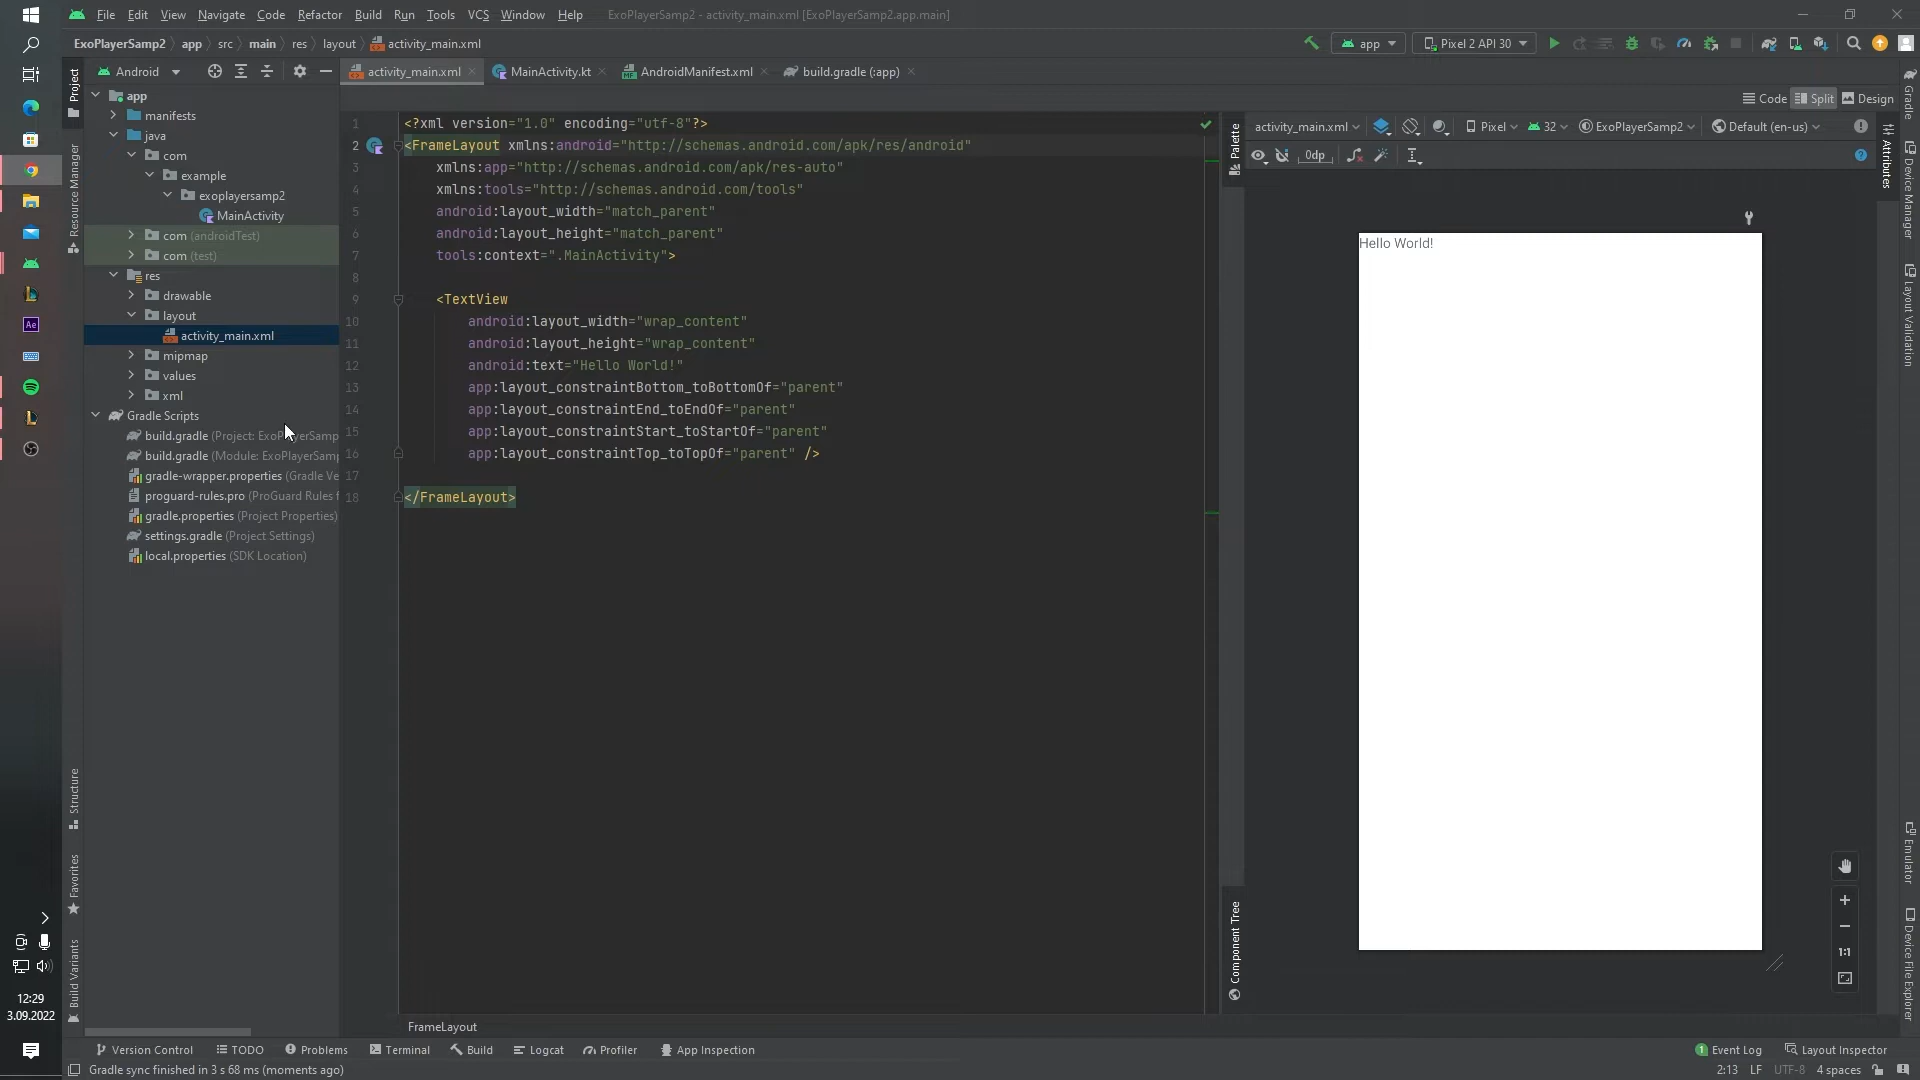 File Edit View Navigate Code Refactor Build Run Tools VCS Window Help ExoPlayerSamp2 - activity_main.xml [ExoPlayerSamp2.app.main]
ExoPlayerSamp2 app src main res layout activity_main.xml app Pixel 2 API 30
Android activity_main.xml MainActivity.kt AndroidManifest.xml build.gradle (:app)
Code Split Design
Project
Resource Manager
Structure
Favorites
Build Variants
app
manifests
java
com
example
exoplayersamp2
MainActivity
com (androidTest)
com (test)
res
drawable
layout
activity_main.xml
mipmap
values
xml
Gradle Scripts
build.gradle (Project: ExoPlayerSamp
build.gradle (Module: ExoPlayerSamp
gradle-wrapper.properties (Gradle Ve
proguard-rules.pro (ProGuard Rules f
gradle.properties (Project Properties)
settings.gradle (Project Settings)
local.properties (SDK Location)
1 <?xml version="1.0" encoding="utf-8"?>
2 <FrameLayout xmlns:android="http://schemas.android.com/apk/res/android"
3 xmlns:app="http://schemas.android.com/apk/res-auto"
4 xmlns:tools="http://schemas.android.com/tools"
5 android:layout_width="match_parent"
6 android:layout_height="match_parent"
7 tools:context=".MainActivity">
8
9 <TextView
10 android:layout_width="wrap_content"
11 android:layout_height="wrap_content"
12 android:text="Hello World!"
13 app:layout_constraintBottom_toBottomOf="parent"
14 app:layout_constraintEnd_toEndOf="parent"
15 app:layout_constraintStart_toStartOf="parent"
16 app:layout_constraintTop_toTopOf="parent" />
17
18 </FrameLayout>
FrameLayout
Palette
Component Tree
activity_main.xml Pixel 32 ExoPlayerSamp2 Default (en-us)
0dp
Hello World!
1:1
Attributes
Gradle
Device Manager
Layout Validation
Emulator
Device File Explorer
Ae
12:29
3.09.2022
Version Control TODO Problems Terminal Build Logcat Profiler App Inspection 1 Event Log Layout Inspector
Gradle sync finished in 3 s 68 ms (moments ago) 2:13 LF UTF-8 4 spaces